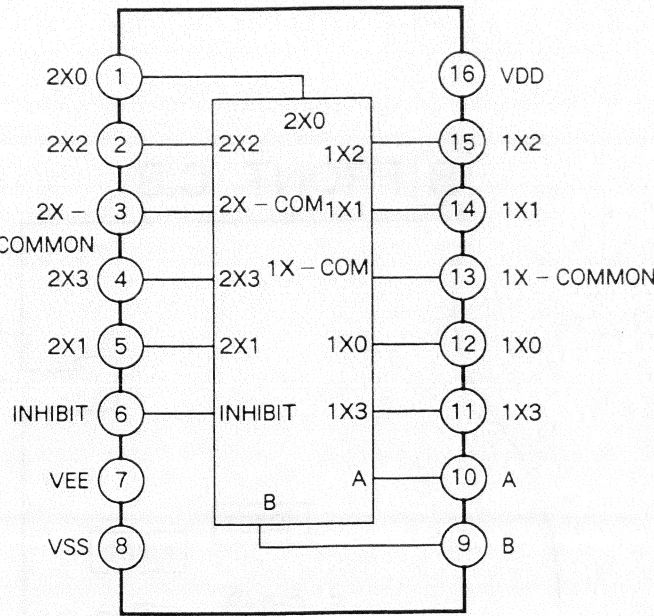 2X0 1 16 VDD
2X0
2X2 2 2X2 1X2 15 1X2
2X – 3 2X – COM 1X1 14 1X1
COMMON
2X3 4 2X3 1X – COM 13 1X – COMMON
2X1 5 2X1 1X0 12 1X0
INHIBIT 6 INHIBIT 1X3 11 1X3
VEE 7 A 10 A
B
VSS 8 9 B